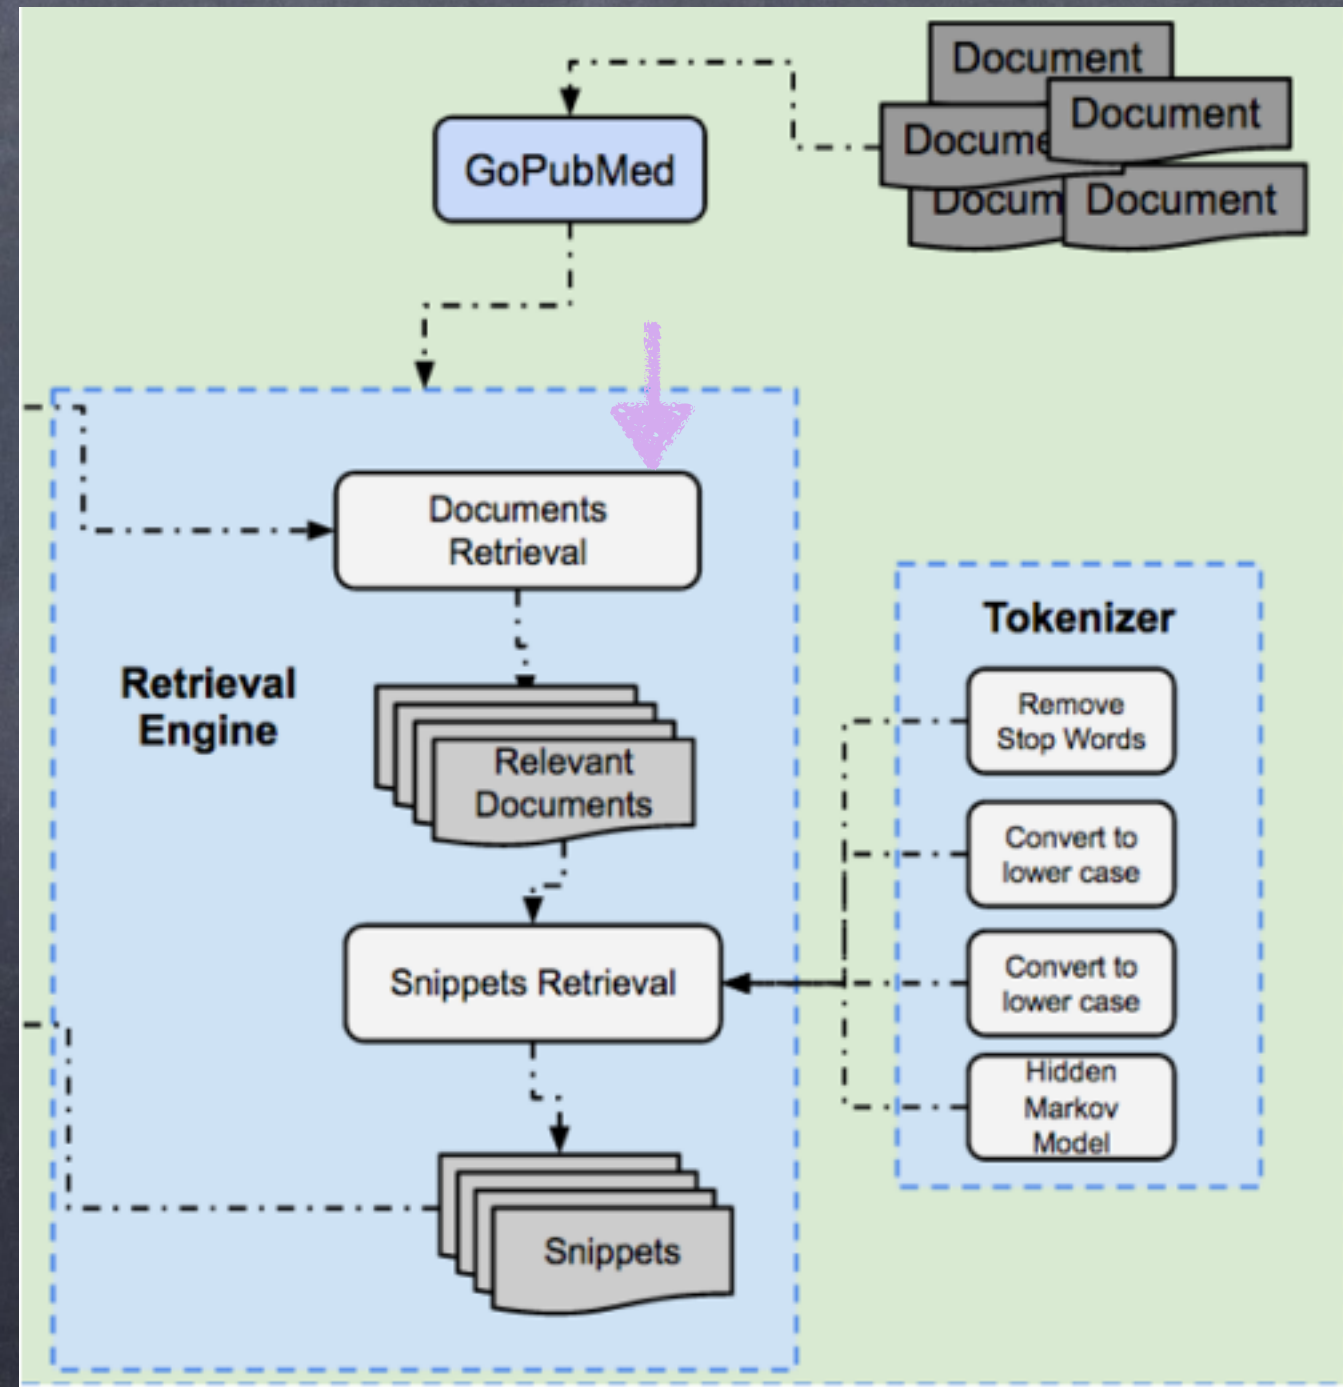 Document
Document
Docume
Docum
Document
GoPubMed
Documents
Retrieval
Retrieval
Engine
Relevant
Documents
Snippets Retrieval
Snippets
Tokenizer
Remove
Stop Words
Convert to
lower case
Convert to
lower case
Hidden
Markov
Model